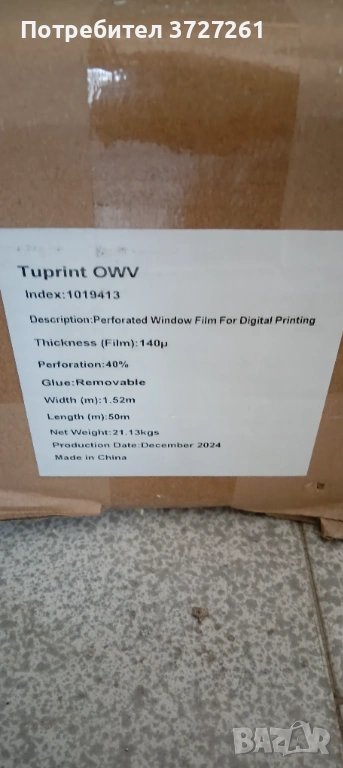 Потребител 3727261
Tuprint OWV
Index:1019413
Description:Perforated Window Film For Digital Printing
Thickness (Film):140µ
Perforation:40%
Glue:Removable
Width (m):1.52m
Length (m):50m
Net Weight:21.13kgs
Production Date:December 2024
Made in China
BAZAR